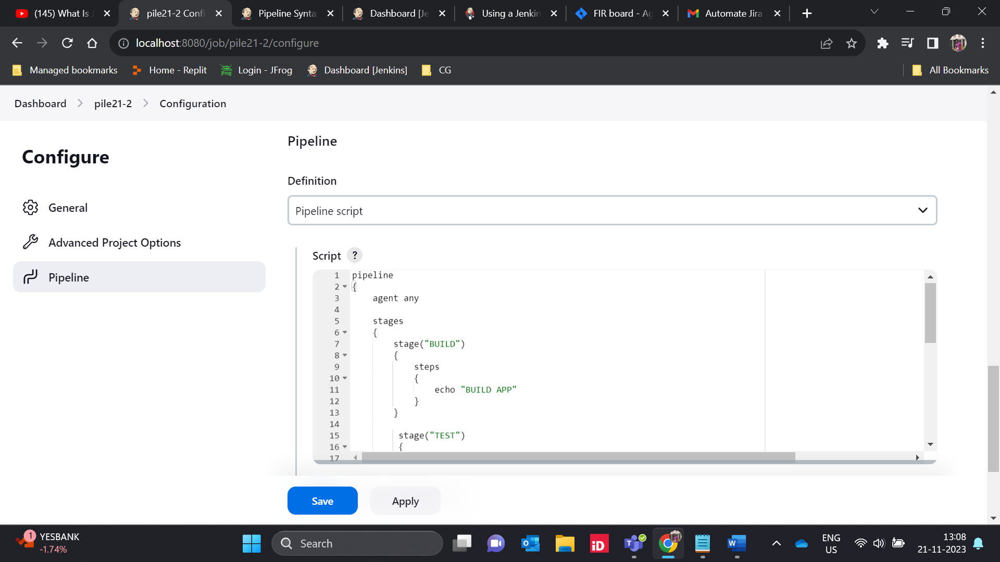 (145) What Is J
pile21-2 Confi
Pipeline Synta
Dashboard [Je
Using a Jenkin
FIR board - Ag
Automate Jira
localhost:8080/job/pile21-2/configure
Managed bookmarks
Home - Replit
Login - JFrog
Dashboard [Jenkins]
CG
All Bookmarks
Dashboard
pile21-2
Configuration
Configure
General
Advanced Project Options
Pipeline
Pipeline
Definition
Pipeline script
Script ?
1 pipeline
2 {
3 agent any
4
5 stages
6 {
7 stage("BUILD")
8 {
9 steps
10 {
11 echo "BUILD APP"
12 }
13 }
14
15 stage("TEST")
16 {
17
Save
Apply
1
YESBANK
-1.74%
Search
ENG
US
13:08
21-11-2023